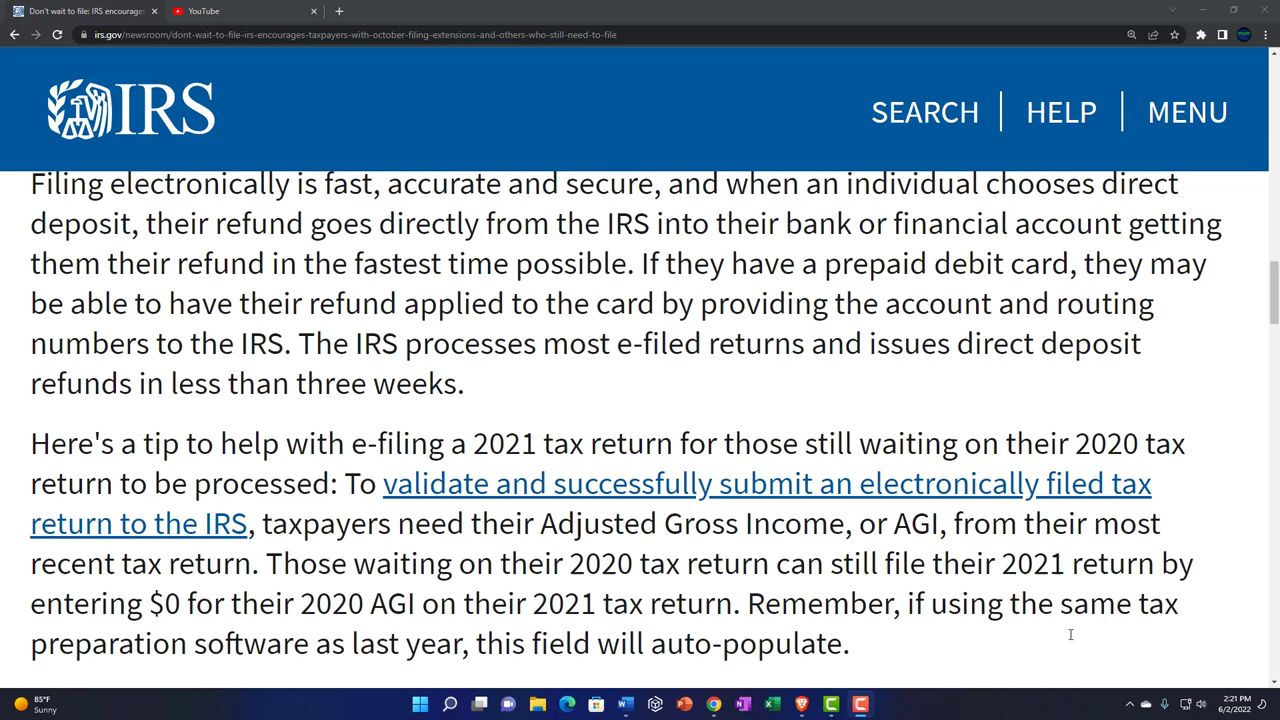 Don't wait to file: IRS encourages
YouTube
irs.gov/newsroom/dont-wait-to-file-irs-encourages-taxpayers-with-october-filing-extensions-and-others-who-still-need-to-file
IRS
SEARCH
HELP
MENU
Filing electronically is fast, accurate and secure, and when an individual chooses direct
deposit, their refund goes directly from the IRS into their bank or financial account getting
them their refund in the fastest time possible. If they have a prepaid debit card, they may
be able to have their refund applied to the card by providing the account and routing
numbers to the IRS. The IRS processes most e-filed returns and issues direct deposit
refunds in less than three weeks.
Here's a tip to help with e-filing a 2021 tax return for those still waiting on their 2020 tax
return to be processed: To validate and successfully submit an electronically filed tax
return to the IRS, taxpayers need their Adjusted Gross Income, or AGI, from their most
recent tax return. Those waiting on their 2020 tax return can still file their 2021 return by
entering $0 for their 2020 AGI on their 2021 tax return. Remember, if using the same tax
preparation software as last year, this field will auto-populate.
85°F
Sunny
2:21 PM
6/2/2022